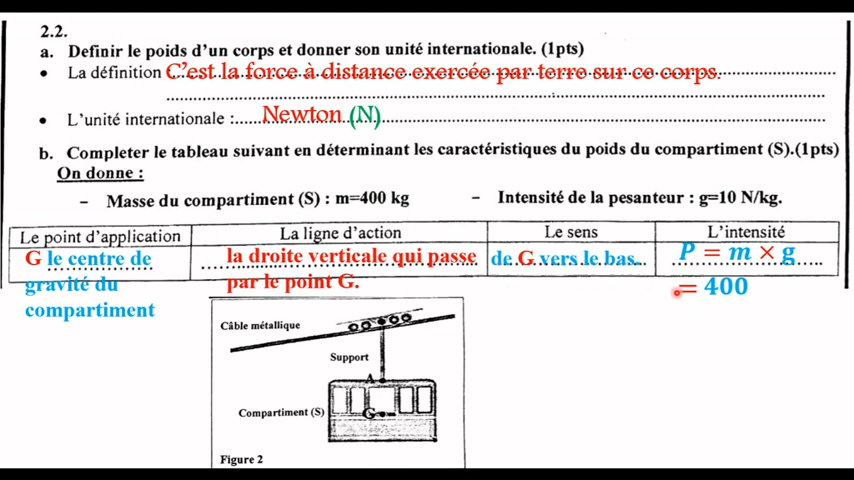 2.2.
a. Definir le poids d'un corps et donner son unité internationale. (1pts)
• La définition C'est la force à distance exercée par terre sur ce corps.
• L'unité internationale :..... Newton (N)
b. Completer le tableau suivant en déterminant les caractéristiques du poids du compartiment (S).(1pts)
On donne :
– Masse du compartiment (S) : m=400 kg – Intensité de la pesanteur : g=10 N/kg.
Le point d'application La ligne d'action Le sens L'intensité
G le centre de la droite verticale qui passe de G vers le bas P = m × g
gravité du par le point G. = 400
compartiment
Câble métallique
Support
A
Compartiment (S) G
Figure 2